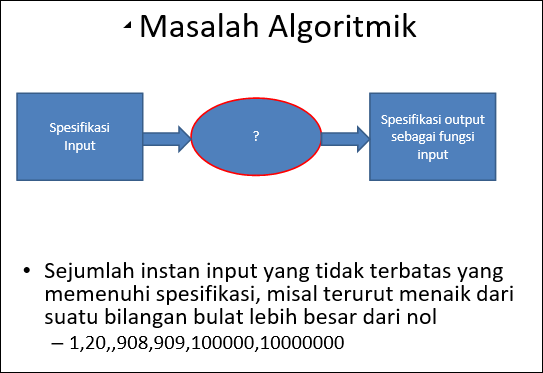 Masalah Algoritmik
Spesifikasi
Input
?
Spesifikasi output
sebagai fungsi
input
• Sejumlah instan input yang tidak terbatas yang
memenuhi spesifikasi, misal terurut menaik dari
suatu bilangan bulat lebih besar dari nol
– 1,20,,908,909,100000,10000000